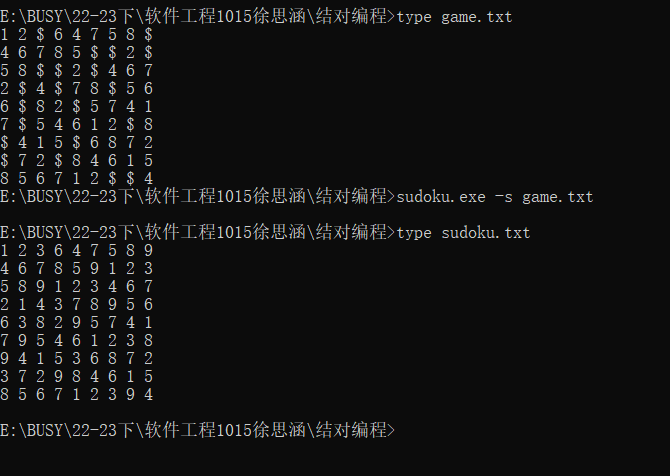 E:\BUSY\22-23下\软件工程1015徐思涵\结对编程>type game.txt
1 2 $ 6 4 7 5 8 $
4 6 7 8 5 $ $ 2 $
5 8 $ $ 2 $ 4 6 7
2 $ 4 $ 7 8 $ 5 6
6 $ 8 2 $ 5 7 4 1
7 $ 5 4 6 1 2 $ 8
$ 4 1 5 $ 6 8 7 2
$ 7 2 $ 8 4 6 1 5
8 5 6 7 1 2 $ $ 4
E:\BUSY\22-23下\软件工程1015徐思涵\结对编程>sudoku.exe -s game.txt
E:\BUSY\22-23下\软件工程1015徐思涵\结对编程>type sudoku.txt
1 2 3 6 4 7 5 8 9
4 6 7 8 5 9 1 2 3
5 8 9 1 2 3 4 6 7
2 1 4 3 7 8 9 5 6
6 3 8 2 9 5 7 4 1
7 9 5 4 6 1 2 3 8
9 4 1 5 3 6 8 7 2
3 7 2 9 8 4 6 1 5
8 5 6 7 1 2 3 9 4
E:\BUSY\22-23下\软件工程1015徐思涵\结对编程>